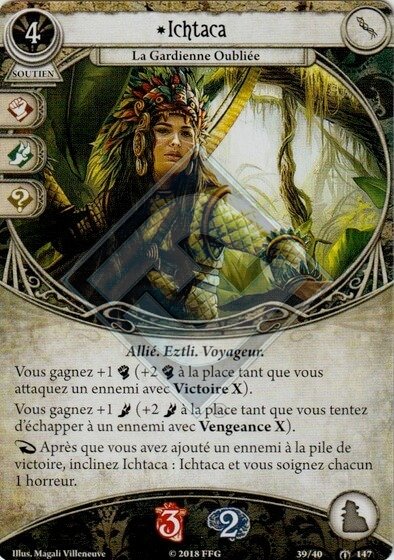 4
*Ichtaca
La Gardienne Oubliée
SOUTIEN
?
Allié. Eztli. Voyageur.
Vous gagnez +1 (+2 à la place tant que vous
attaquez un ennemi avec Victoire X).
Vous gagnez +1 (+2 à la place tant que vous tentez
d'échapper à un ennemi avec Vengeance X).
Après que vous avez ajouté un ennemi à la pile de
victoire, inclinez Ichtaca : Ichtaca et vous soignez chacun
1 horreur.
3
2
Illus. Magali Villeneuve
© 2018 FFG
39/40
147